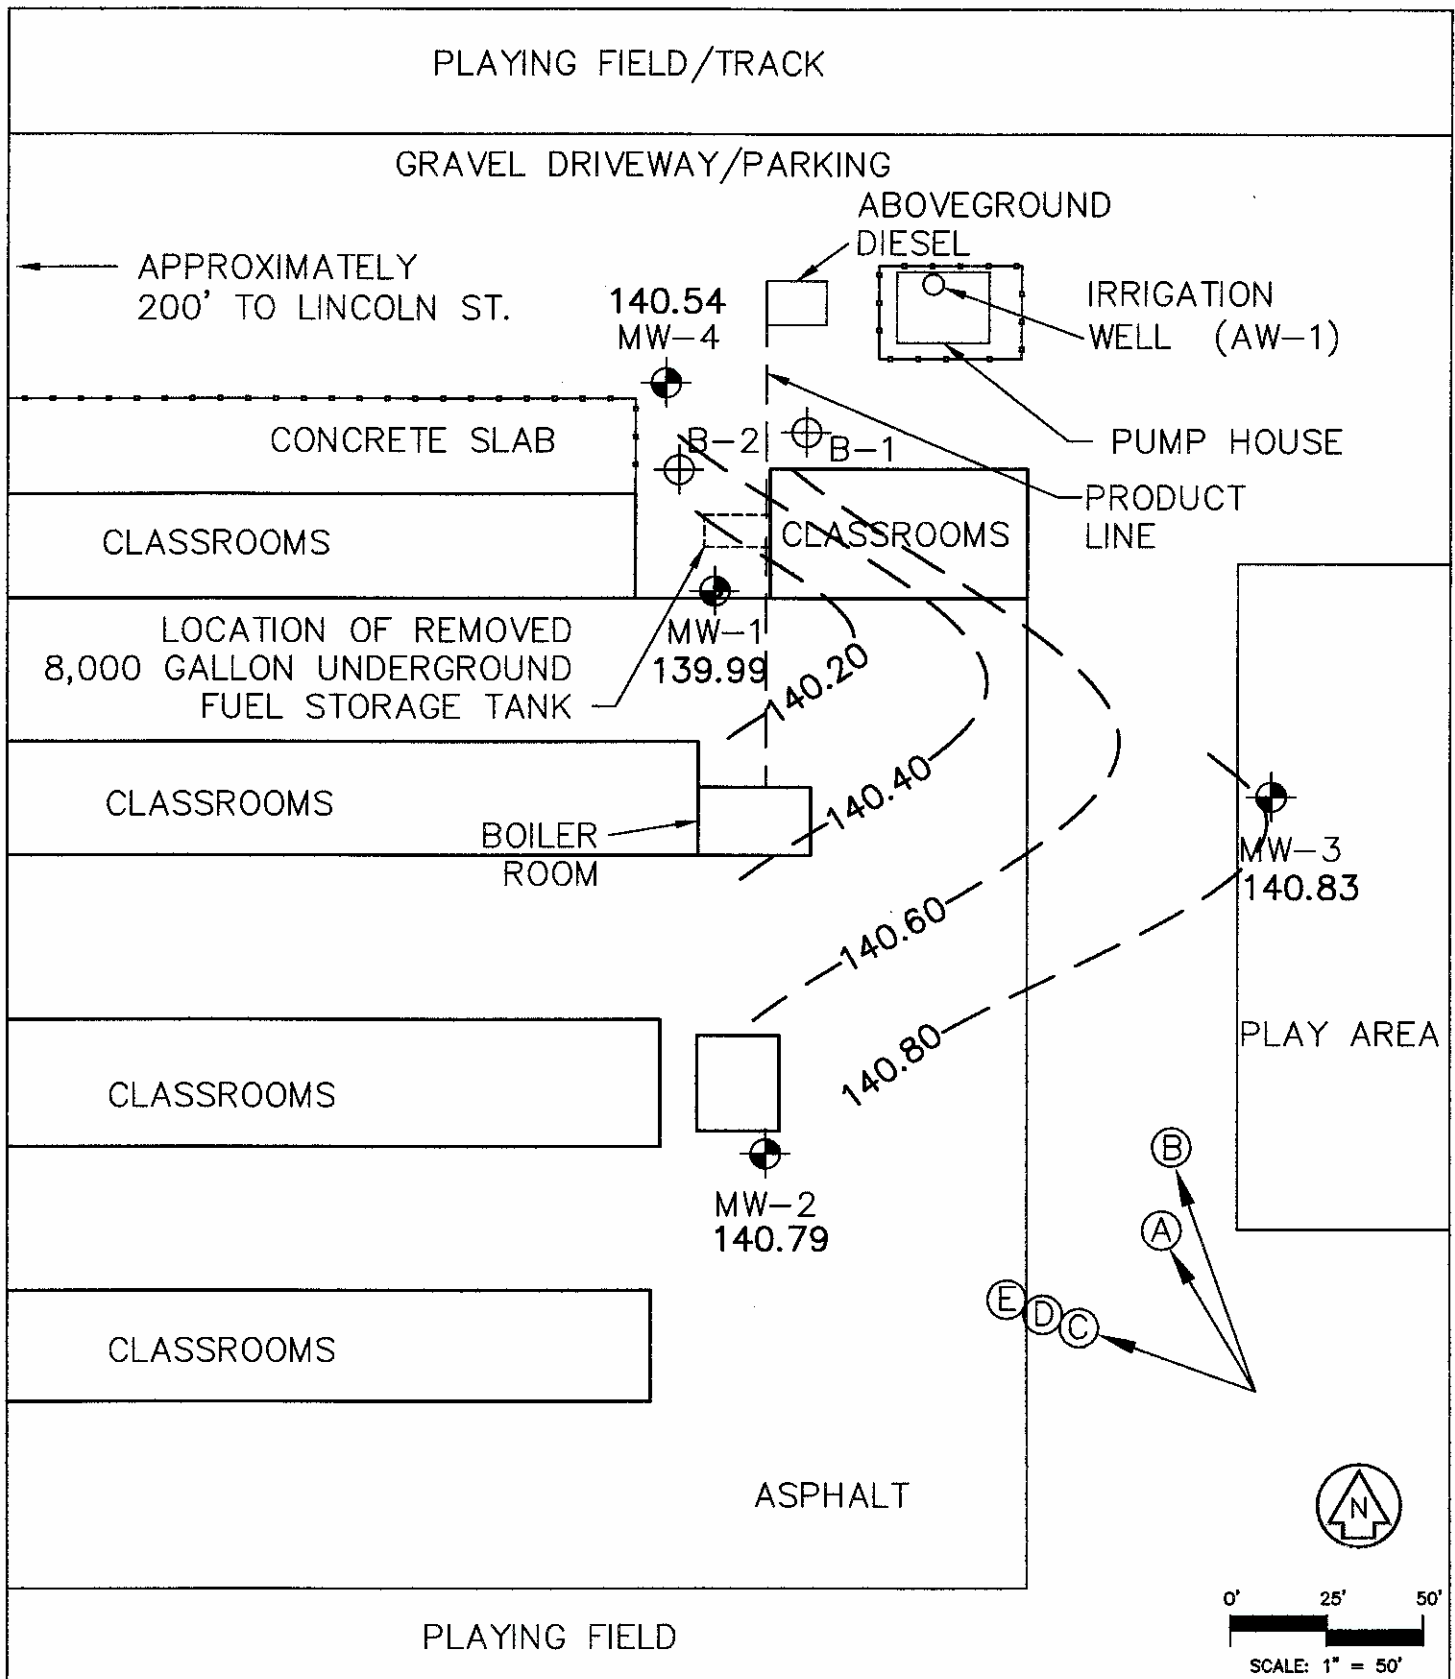 PLAYING FIELD/TRACK
GRAVEL DRIVEWAY/PARKING
ABOVEGROUND
DIESEL
APPROXIMATELY
200' TO LINCOLN ST.
140.54
MW-4
IRRIGATION
WELL (AW-1)
CONCRETE SLAB
B-2
B-1
PUMP HOUSE
PRODUCT
LINE
CLASSROOMS
CLASSROOMS
LOCATION OF REMOVED
8,000 GALLON UNDERGROUND
FUEL STORAGE TANK
MW-1
139.99
140.20
140.40
CLASSROOMS
BOILER
ROOM
MW-3
140.83
140.60
140.80
PLAY AREA
CLASSROOMS
MW-2
140.79
B
A
E
D
C
CLASSROOMS
ASPHALT
N
0' 25' 50'
SCALE: 1" = 50'
PLAYING FIELD